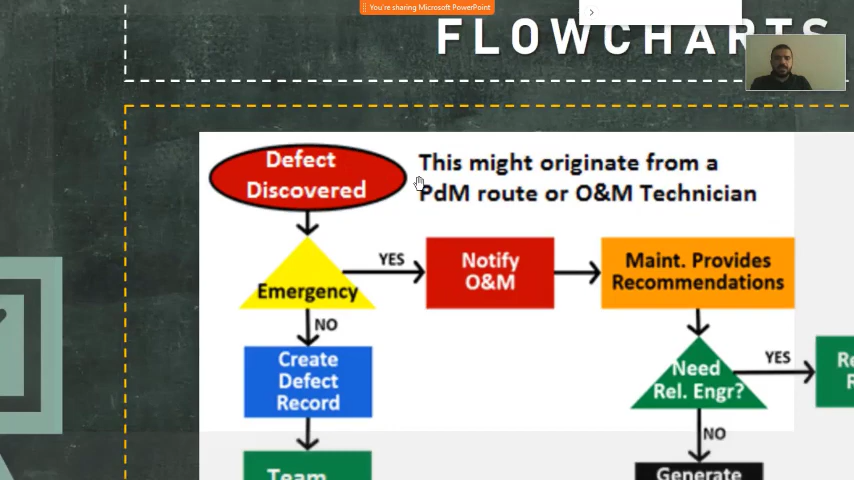 You're sharing Microsoft PowerPoint
FLOWCHARTS
Defect
Discovered
This might originate from a
PdM route or O&M Technician
Emergency
YES
Notify
O&M
Maint. Provides
Recommendations
NO
Create
Defect
Record
Need
Rel. Engr?
YES
NO
Team
Generate